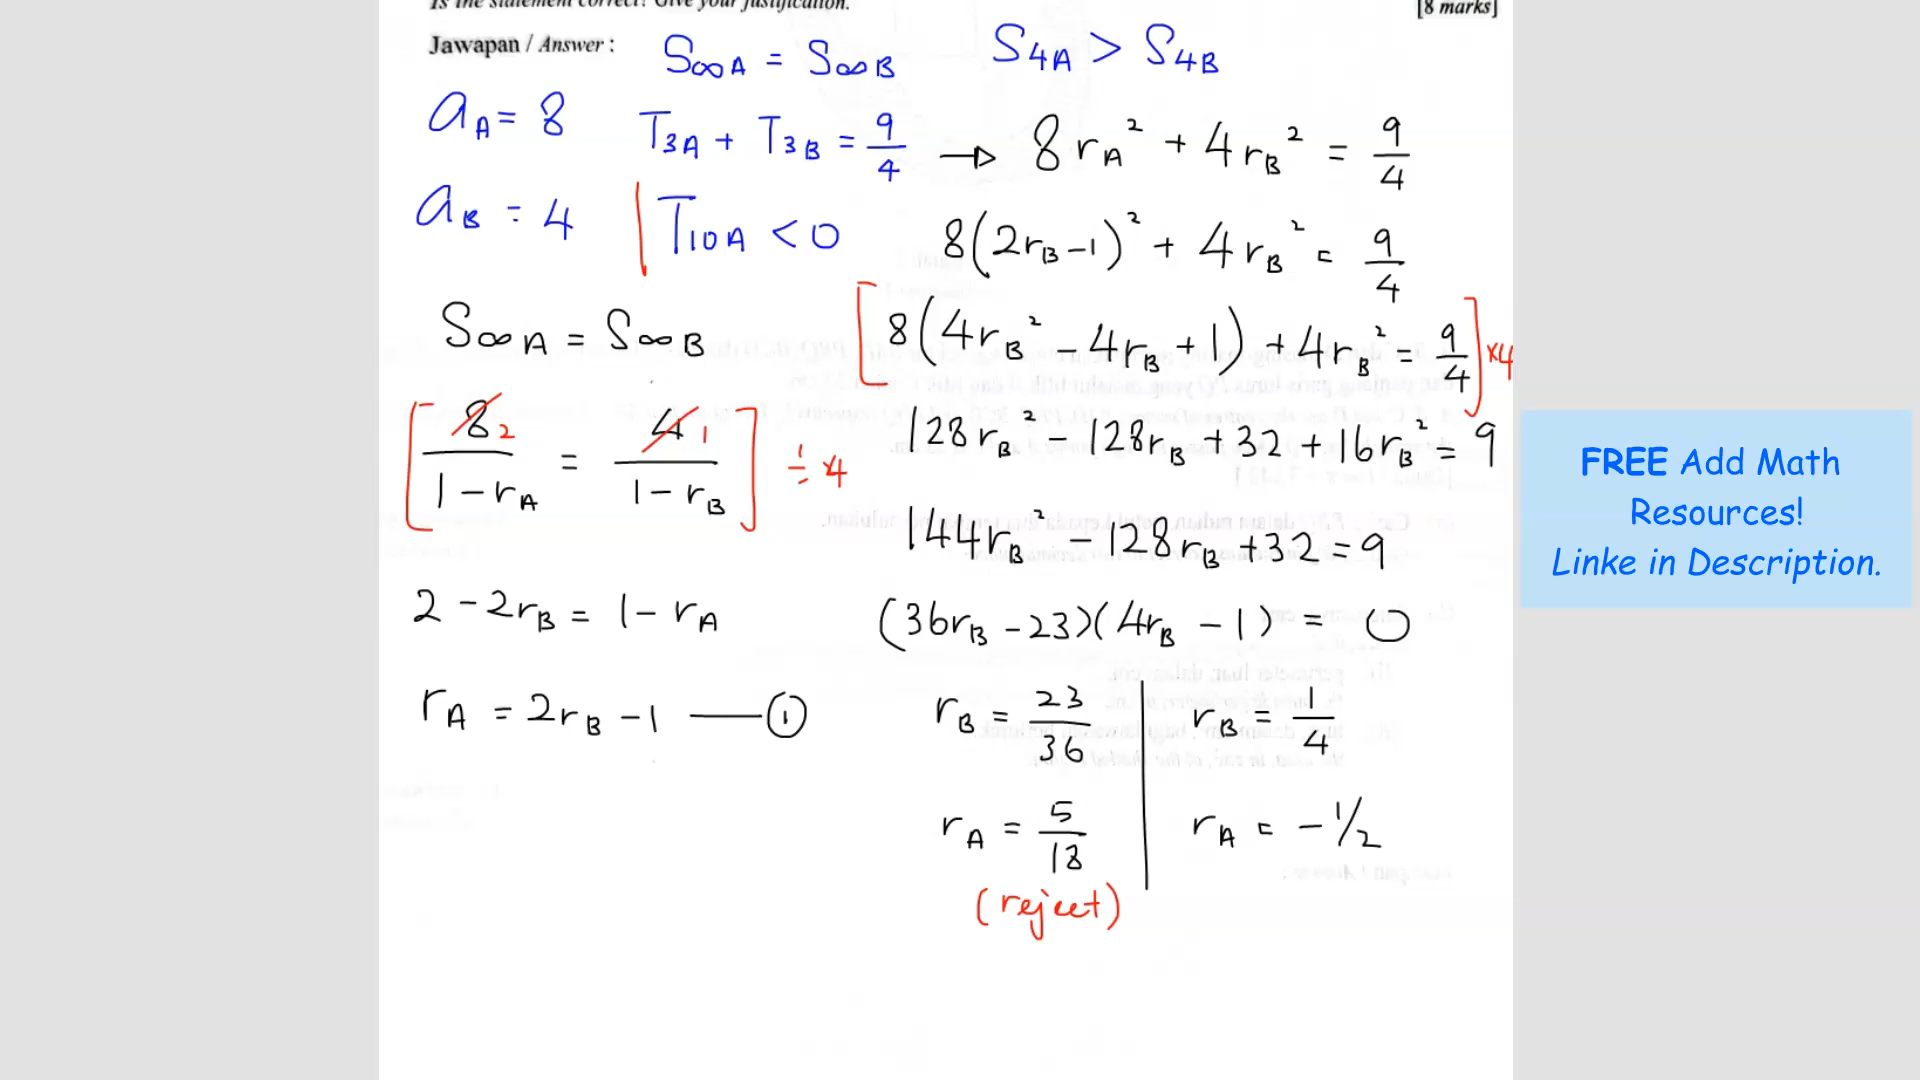 Is the statement correct? Give your justification.
[8 marks]
Jawapan / Answer :
S∞A = S∞B
S4A > S4B
aA = 8
T3A + T3B = 9/4 → 8rA² + 4rB² = 9/4
aB = 4
T10A < 0
8(2rB - 1)² + 4rB² = 9/4
S∞A = S∞B
[8(4rB² - 4rB + 1) + 4rB² = 9/4] ×4
[8 2/(1 - rA) = 4 1/(1 - rB)] ÷ 4
128rB² - 128rB + 32 + 16rB² = 9
144rB² - 128rB + 32 = 9
2 - 2rB = 1 - rA
(36rB - 23)(4rB - 1) = 0
rA = 2rB - 1 — ①
rB = 23/36
rB = 1/4
rA = 5/18
rA = -1/2
(reject)
FREE Add Math
Resources!
Linke in Description.